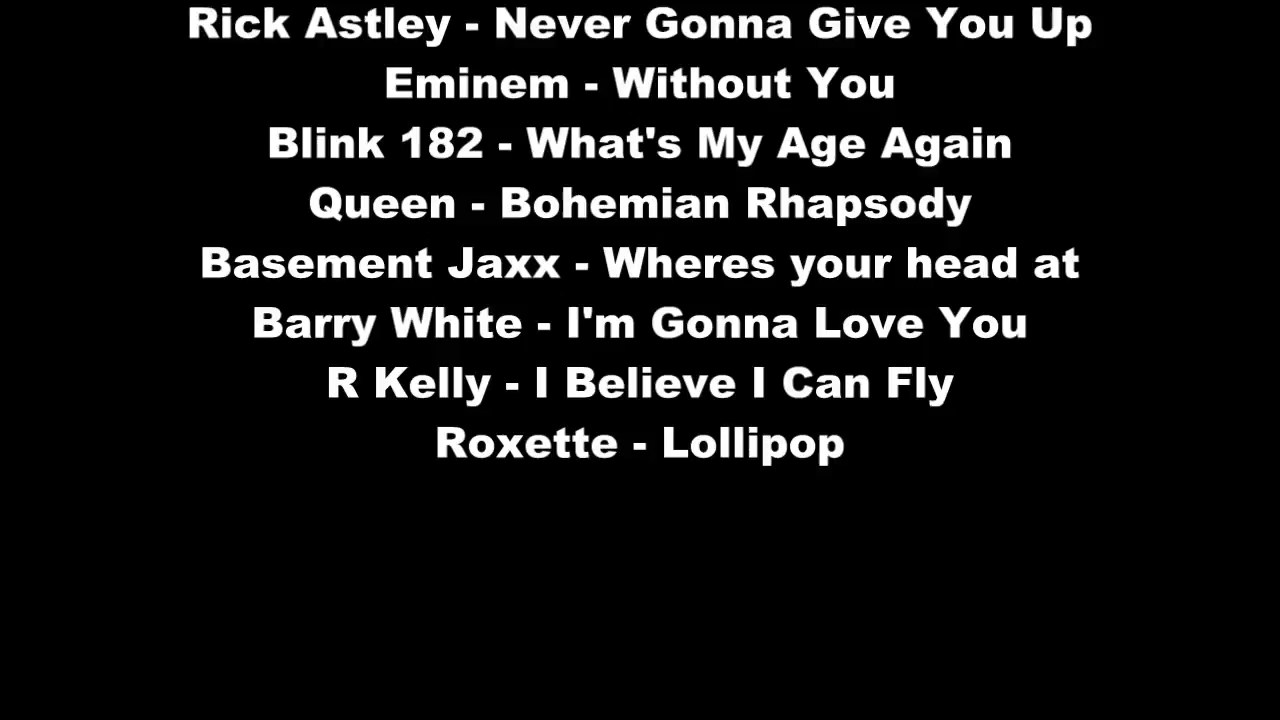 Rick Astley - Never Gonna Give You Up
Eminem - Without You
Blink 182 - What's My Age Again
Queen - Bohemian Rhapsody
Basement Jaxx - Wheres your head at
Barry White - I'm Gonna Love You
R Kelly - I Believe I Can Fly
Roxette - Lollipop